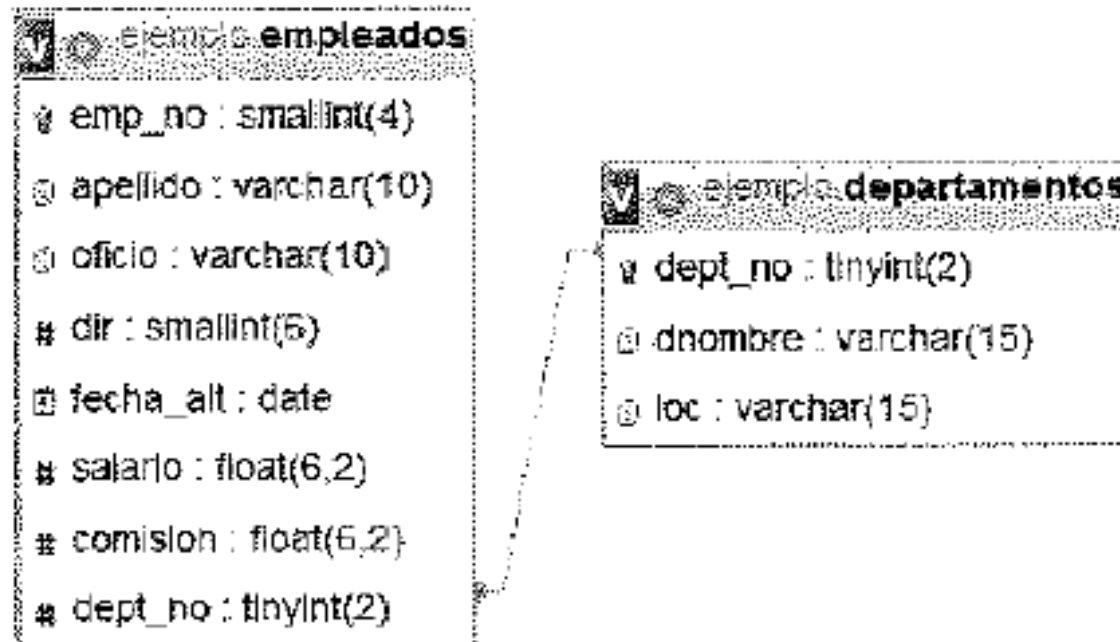 ejemplo empleados
emp_no : smallint(4)
apellido : varchar(10)
oficio : varchar(10)
dir : smallint(6)
fecha_alt : date
salario : float(6,2)
comision : float(6,2)
# dept_no : tinyint(2)
ejemplo departamentos
dept_no : tinyint(2)
dnombre : varchar(15)
loc : varchar(15)